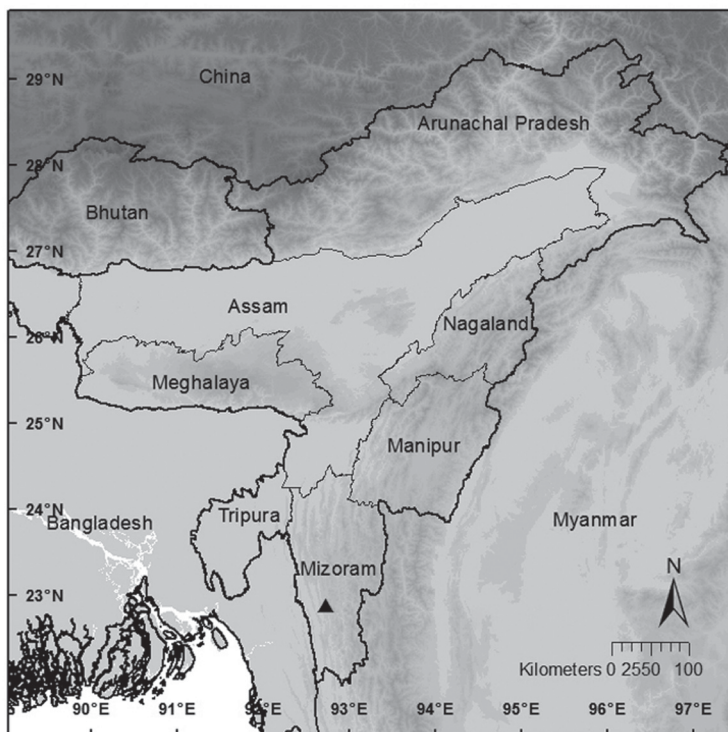 29°N
China
Arunachal Pradesh
28°N
Bhutan
27°N
Assam
Nagaland
26°N
Meghalaya
25°N
Manipur
24°N
Bangladesh
Tripura
Myanmar
Mizoram
N
23°N
Kilometers 0 2550 100
90°E 91°E 92°E 93°E 94°E 95°E 96°E 97°E